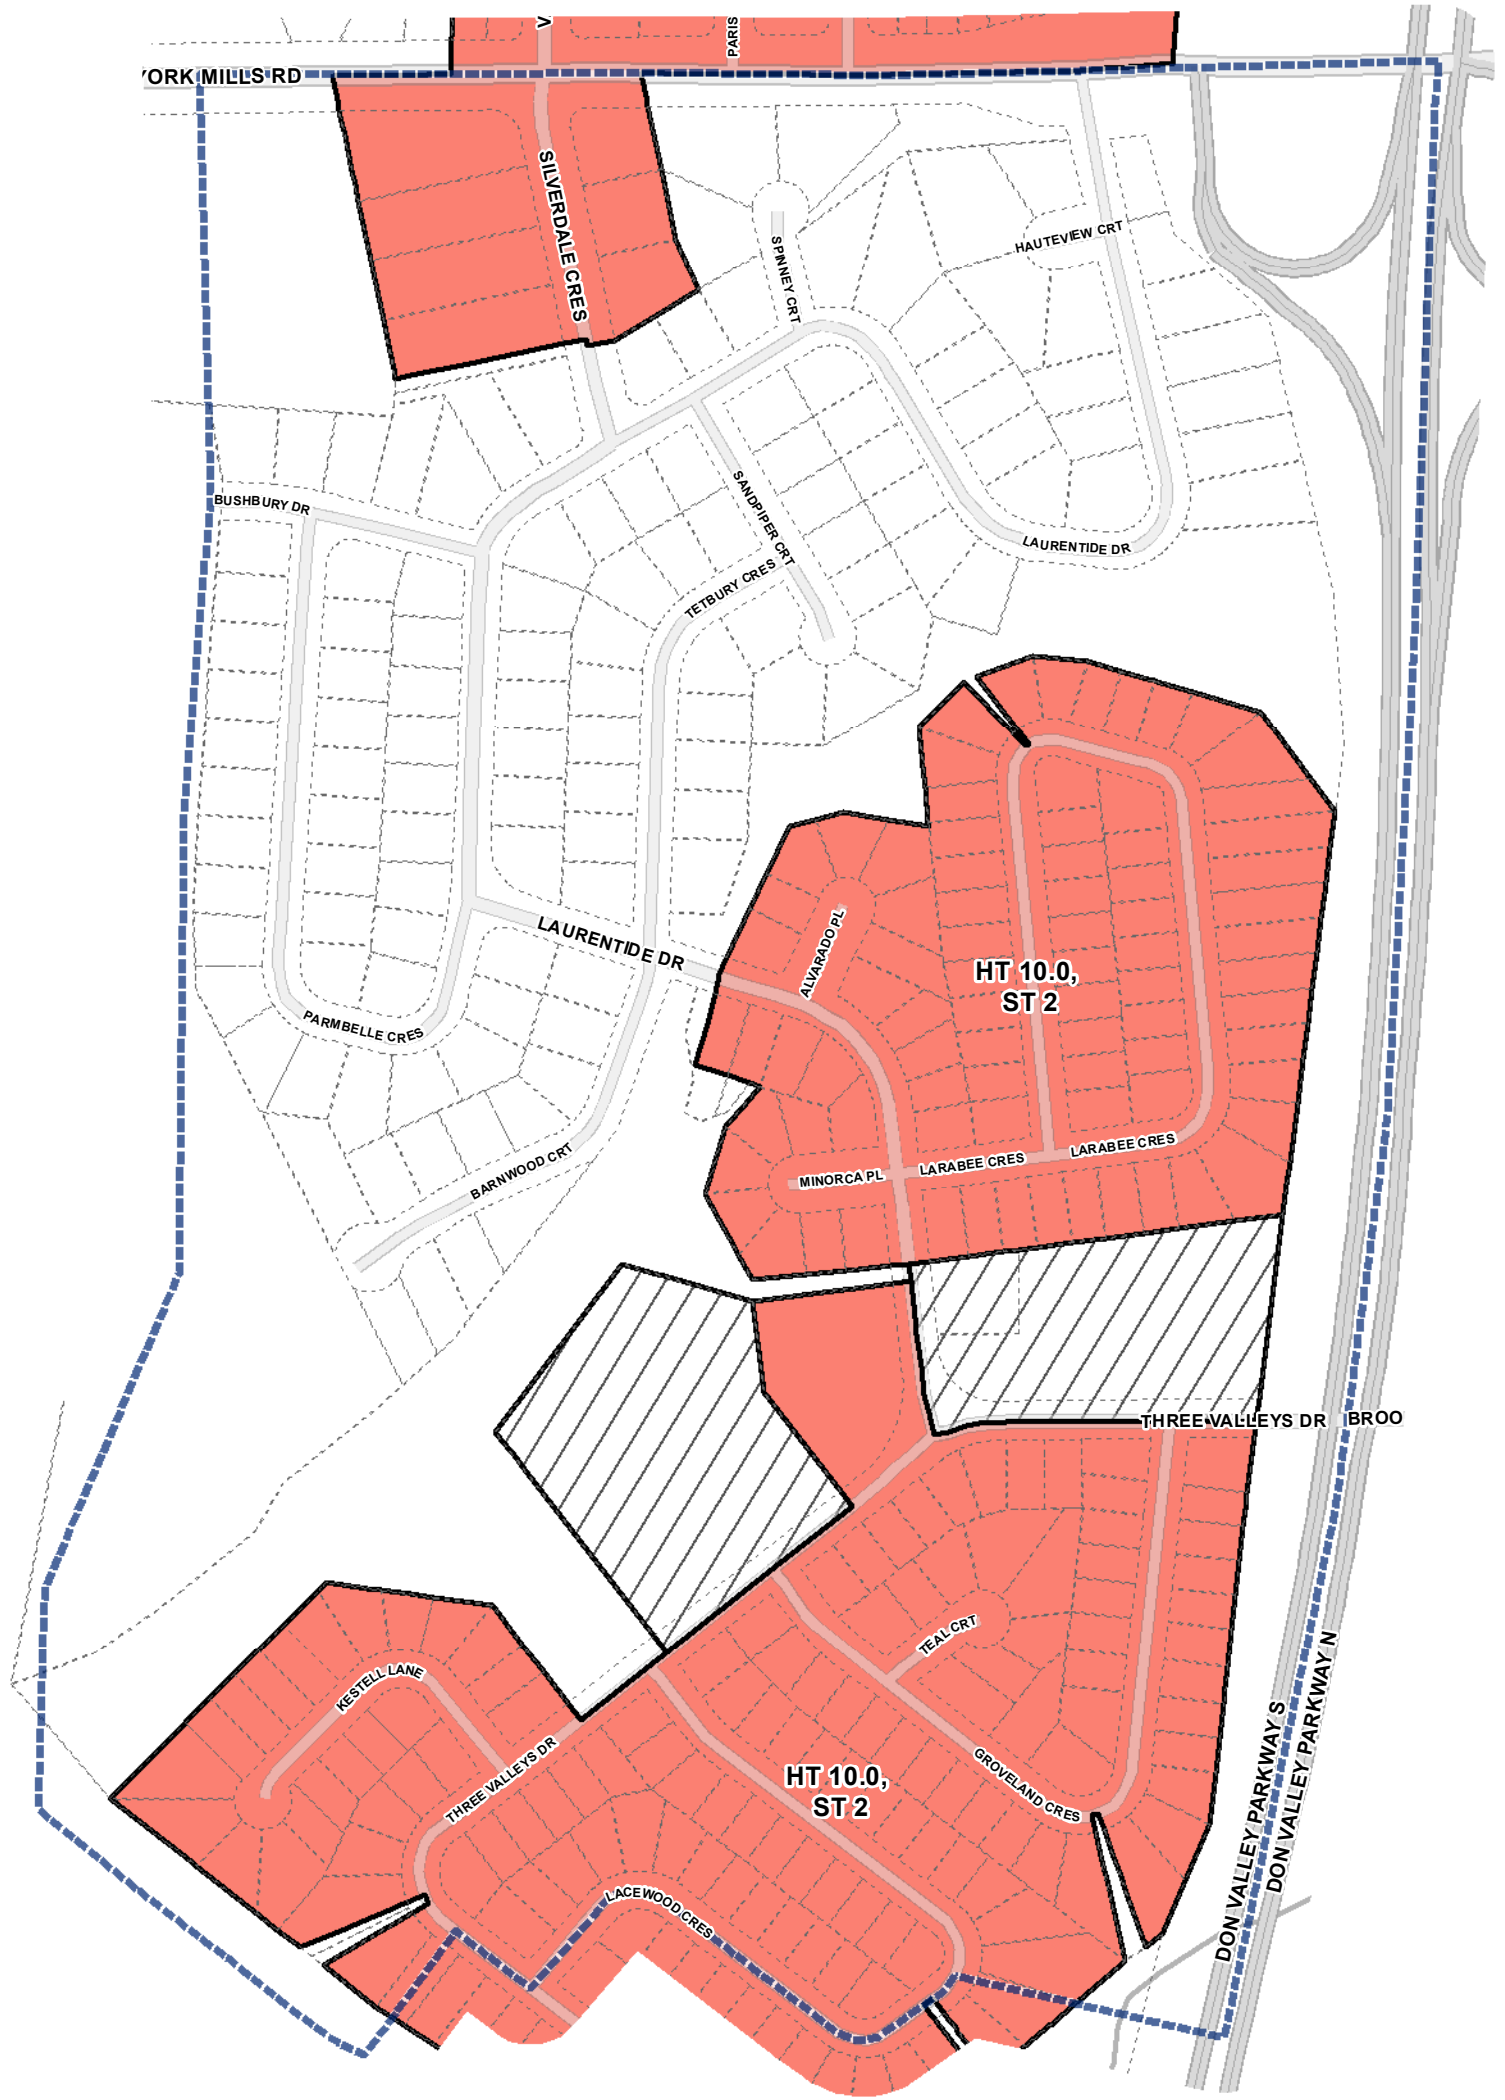 PARIS
YORK MILLS RD
SILVERDALE CRES
SPINNEY CRT
HAUTEVIEW CRT
BUSHBURY DR
SANDPIPER CRT
LAURENTIDE DR
TETBURY CRES
ALVARADO PL
LAURENTIDE DR
HT 10.0,
ST 2
PARMBELLE CRES
BARNWOOD CRT
MINORCA PL
LARABEE CRES
LARABEE CRES
THREE VALLEYS DR
BROO
TEAL CRT
KESTELL LANE
THREE VALLEYS DR
HT 10.0,
ST 2
GROVELAND CRES
LACEWOOD CRES
DON VALLEY PARKWAY S
DON VALLEY PARKWAY N